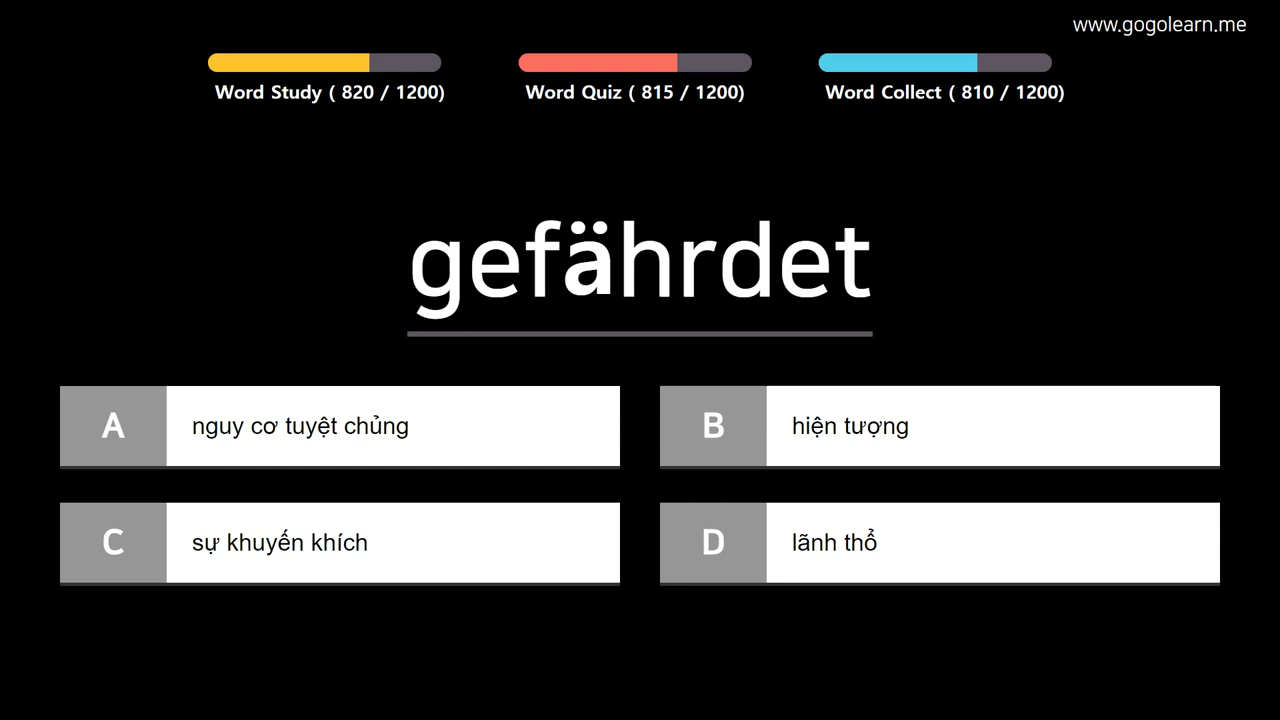 www.gogolearn.me
Word Study ( 820 / 1200)
Word Quiz ( 815 / 1200)
Word Collect ( 810 / 1200)
gefährdet
A nguy cơ tuyệt chủng
B hiện tượng
C sự khuyến khích
D lãnh thổ